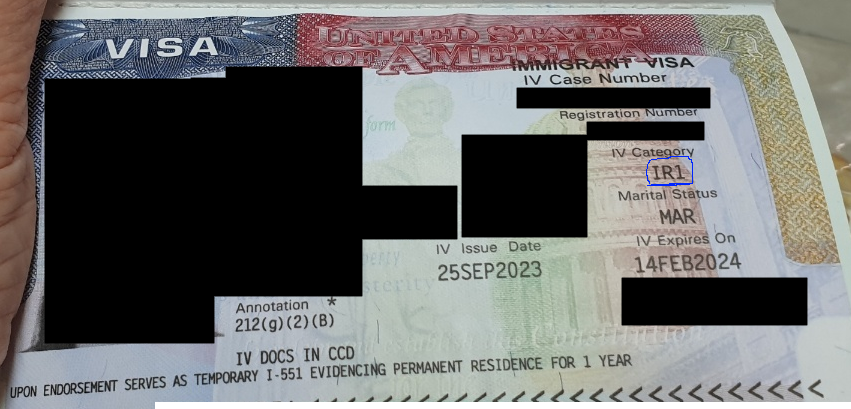 VISA
UNITED STATES
OF AMERICA
IMMIGRANT VISA
IV Case Number
Registration Number
form
IV Category
IR1
Marital Status
MAR
IV Issue Date
25SEP2023
IV Expires On
14FEB2024
Annotation *
212(g)(2)(B)
IV DOCS IN CCD
UPON ENDORSEMENT SERVES AS TEMPORARY I-551 EVIDENCING PERMANENT RESIDENCE FOR 1 YEAR
<<<<<<<<<<<<<<<<<<<<